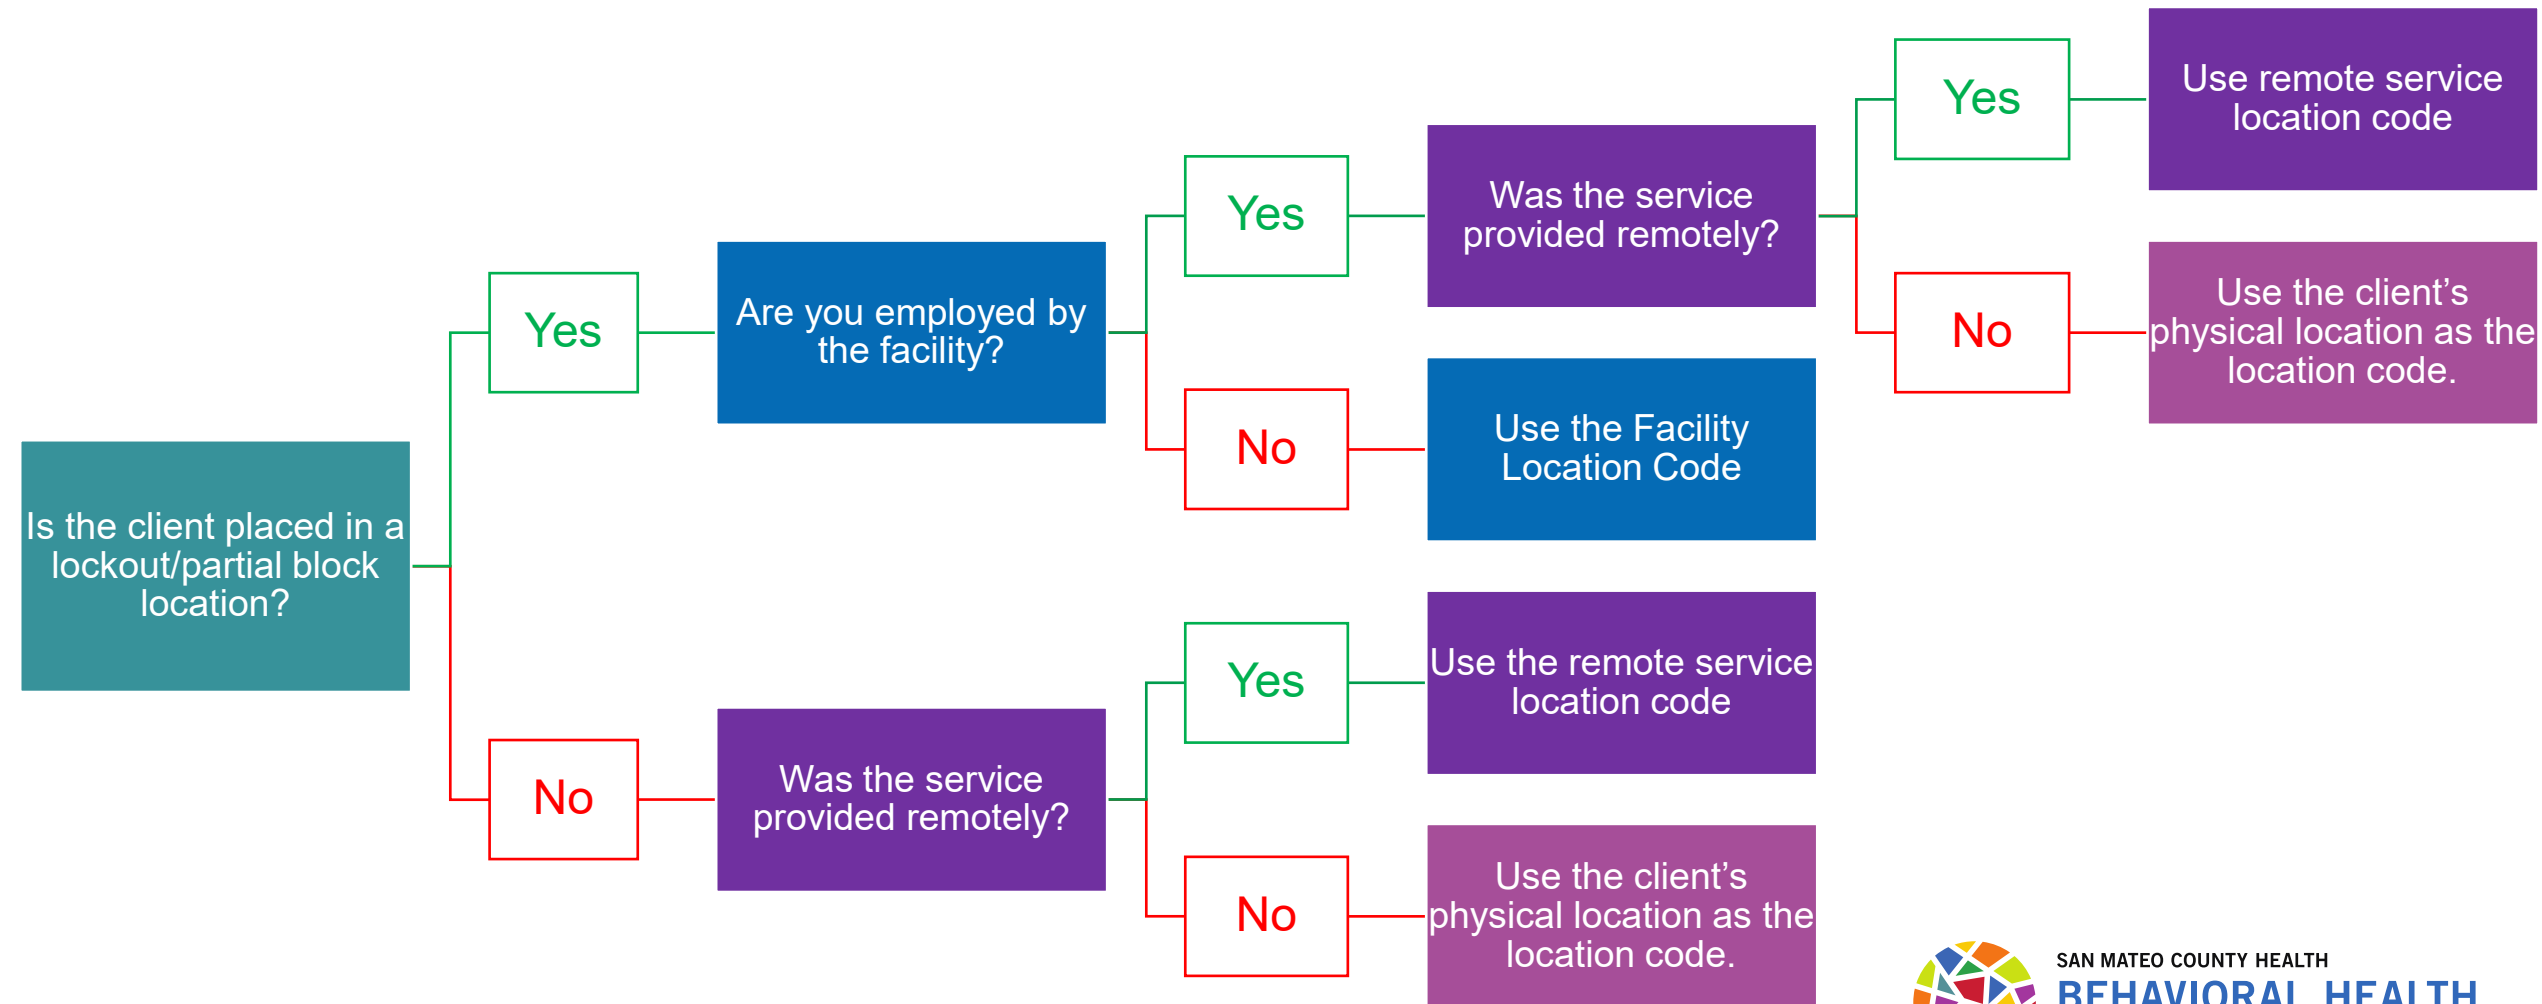 Is the client placed in a
lockout/partial block
location?
Yes
Are you employed by
the facility?
Yes
Was the service
provided remotely?
Yes
Use remote service
location code
No
Use the client’s
physical location as the
location code.
No
Use the Facility
Location Code
No
Was the service
provided remotely?
Yes
Use the remote service
location code
No
Use the client’s
physical location as the
location code.
SAN MATEO COUNTY HEALTH
BEHAVIORAL HEALTH